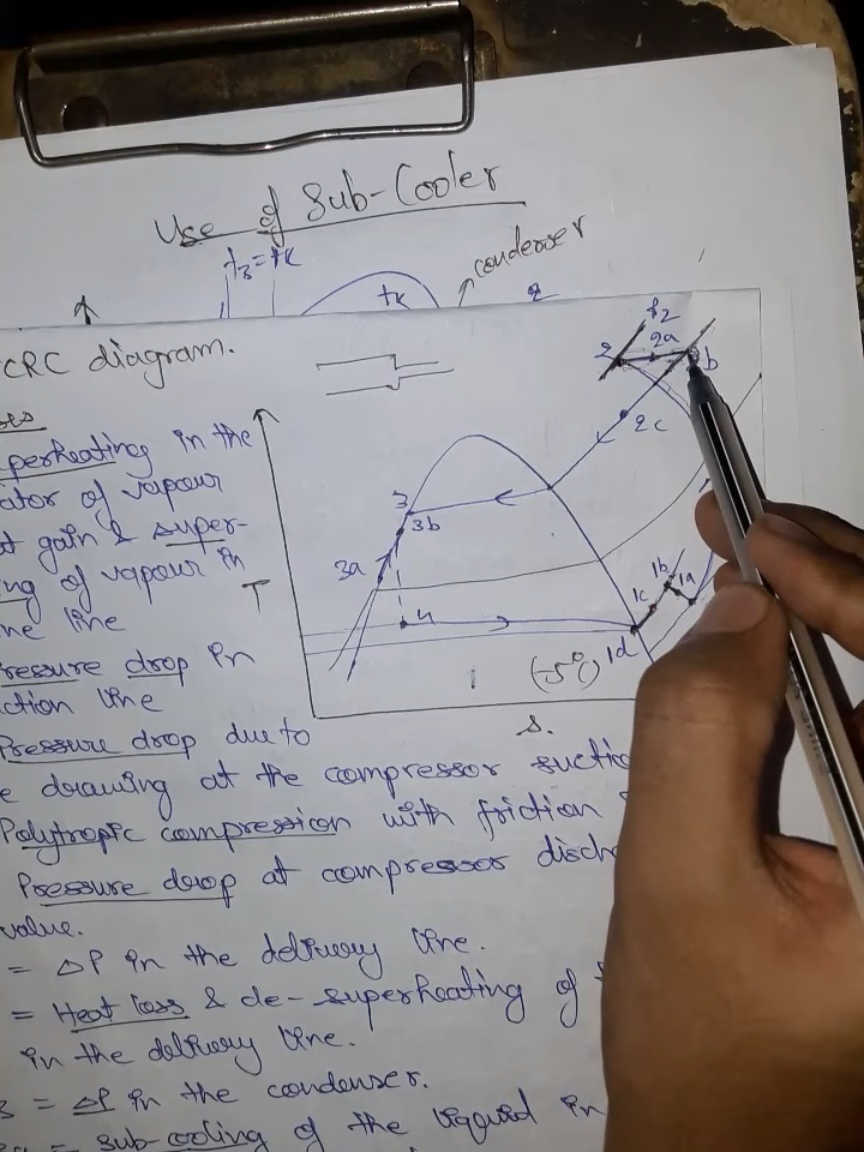 Use of Sub-Cooler
t3=tk
tk
condenser
2
VCRC diagram.
p2
2
2a
b
2c
3
3b
3a
T
4
1b
1a
1c
1d
(-5°)
s.
perheating in the
ator of vapour
t gain & super-
ng of vapour in
ne line
ressure drop in
ction line
Pressure drop due to
e drawing at the compressor suctio
Polytropic compression with friction
Pressure drop at compressor disch
value.
= ΔP in the delivery line.
= Heat loss & de-superheating of
in the delivery line.
3 = ΔP in the condenser.
= sub-cooling of the liquid in